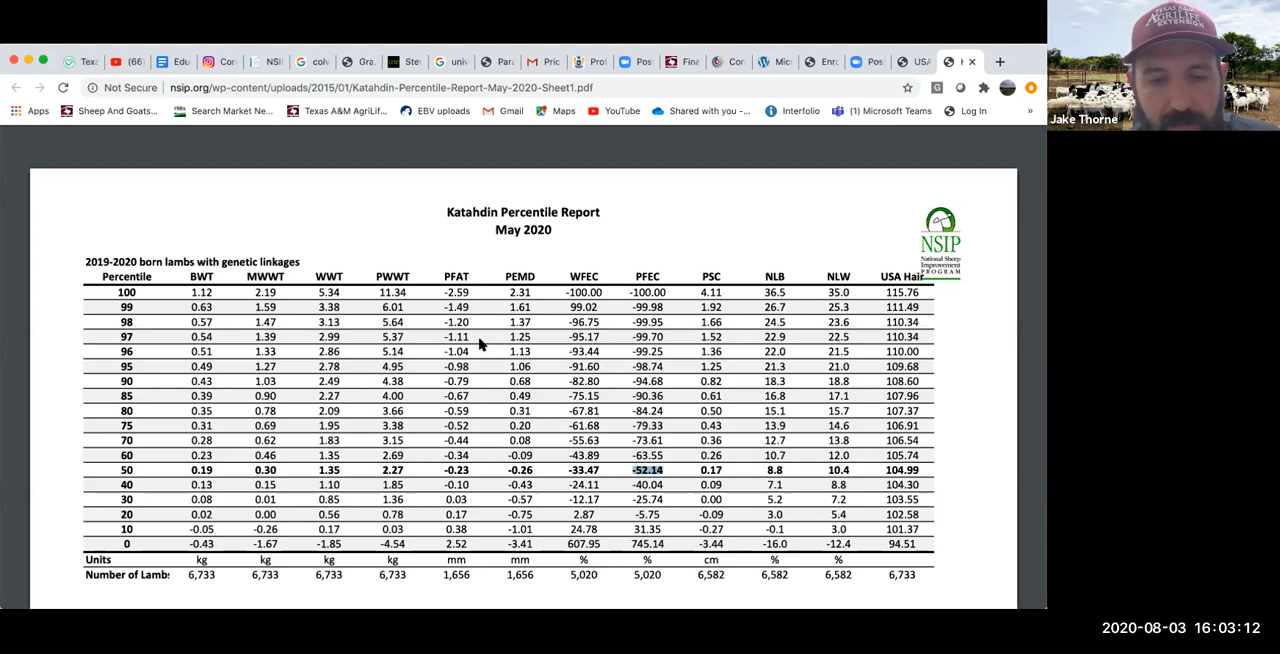 Texa
(66)
Edu
Con
NSI
colv
Gra.
Stev
univ
Para
Pric
Prof
Post
Fina
Cor
Micr
Enro
Pos
USA
Not Secure | nsip.org/wp-content/uploads/2015/01/Katahdin-Percentile-Report-May-2020-Sheet1.pdf
Apps Sheep And Goats... Search Market Ne... Texas A&M AgriLif... EBV uploads Gmail Maps YouTube Shared with you -... Interfolio (1) Microsoft Teams Log In »
TEXAS A&M
AGRILIFE
EXTENSION
Jake Thorne
Katahdin Percentile Report
May 2020
NSIP
National Sheep
Improvement
PROGRAM
2019-2020 born lambs with genetic linkages
Percentile BWT MWWT WWT PWWT PFAT PEMD WFEC PFEC PSC NLB NLW USA Hair
100 1.12 2.19 5.34 11.34 -2.59 2.31 -100.00 -100.00 4.11 36.5 35.0 115.76
99 0.63 1.59 3.38 6.01 -1.49 1.61 99.02 -99.98 1.92 26.7 25.3 111.49
98 0.57 1.47 3.13 5.64 -1.20 1.37 -96.75 -99.95 1.66 24.5 23.6 110.34
97 0.54 1.39 2.99 5.37 -1.11 1.25 -95.17 -99.70 1.52 22.9 22.5 110.34
96 0.51 1.33 2.86 5.14 -1.04 1.13 -93.44 -99.25 1.36 22.0 21.5 110.00
95 0.49 1.27 2.78 4.95 -0.98 1.06 -91.60 -98.74 1.25 21.3 21.0 109.68
90 0.43 1.03 2.49 4.38 -0.79 0.68 -82.80 -94.68 0.82 18.3 18.8 108.60
85 0.39 0.90 2.27 4.00 -0.67 0.49 -75.15 -90.36 0.61 16.8 17.1 107.96
80 0.35 0.78 2.09 3.66 -0.59 0.31 -67.81 -84.24 0.50 15.1 15.7 107.37
75 0.31 0.69 1.95 3.38 -0.52 0.20 -61.68 -79.33 0.43 13.9 14.6 106.91
70 0.28 0.62 1.83 3.15 -0.44 0.08 -55.63 -73.61 0.36 12.7 13.8 106.54
60 0.23 0.46 1.35 2.69 -0.34 -0.09 -43.89 -63.55 0.26 10.7 12.0 105.74
50 0.19 0.30 1.35 2.27 -0.23 -0.26 -33.47 -52.14 0.17 8.8 10.4 104.99
40 0.13 0.15 1.10 1.85 -0.10 -0.43 -24.11 -40.04 0.09 7.1 8.8 104.30
30 0.08 0.01 0.85 1.36 0.03 -0.57 -12.17 -25.74 0.00 5.2 7.2 103.55
20 0.02 0.00 0.56 0.78 0.17 -0.75 2.87 -5.75 -0.09 3.0 5.4 102.58
10 -0.05 -0.26 0.17 0.03 0.38 -1.01 24.78 31.35 -0.27 -0.1 3.0 101.37
0 -0.43 -1.67 -1.85 -4.54 2.52 -3.41 607.95 745.14 -3.44 -16.0 -12.4 94.51
Units kg kg kg kg mm mm % % cm % %
Number of Lambs 6,733 6,733 6,733 6,733 1,656 1,656 5,020 5,020 6,582 6,582 6,582 6,733
2020-08-03 16:03:12